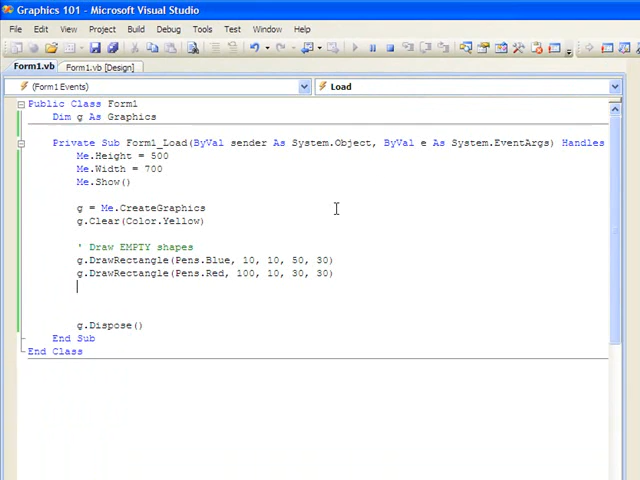 Graphics 101 - Microsoft Visual Studio
File Edit View Project Build Debug Tools Test Window Help
Form1.vb Form1.vb [Design]
(Form1 Events) Load
Public Class Form1
Dim g As Graphics
Private Sub Form1_Load(ByVal sender As System.Object, ByVal e As System.EventArgs) Handles
Me.Height = 500
Me.Width = 700
Me.Show()
g = Me.CreateGraphics
g.Clear(Color.Yellow)
' Draw EMPTY shapes
g.DrawRectangle(Pens.Blue, 10, 10, 50, 30)
g.DrawRectangle(Pens.Red, 100, 10, 30, 30)
g.Dispose()
End Sub
End Class